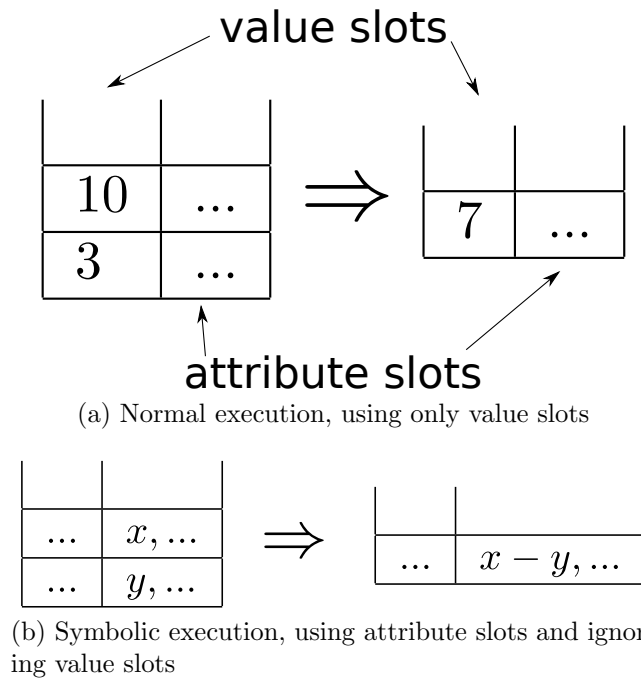 value slots
10 ...
3 ...
⇒
7 ...
attribute slots
(a) Normal execution, using only value slots
... x, ...
... y, ...
⇒
... x − y, ...
(b) Symbolic execution, using attribute slots and ignor-
ing value slots